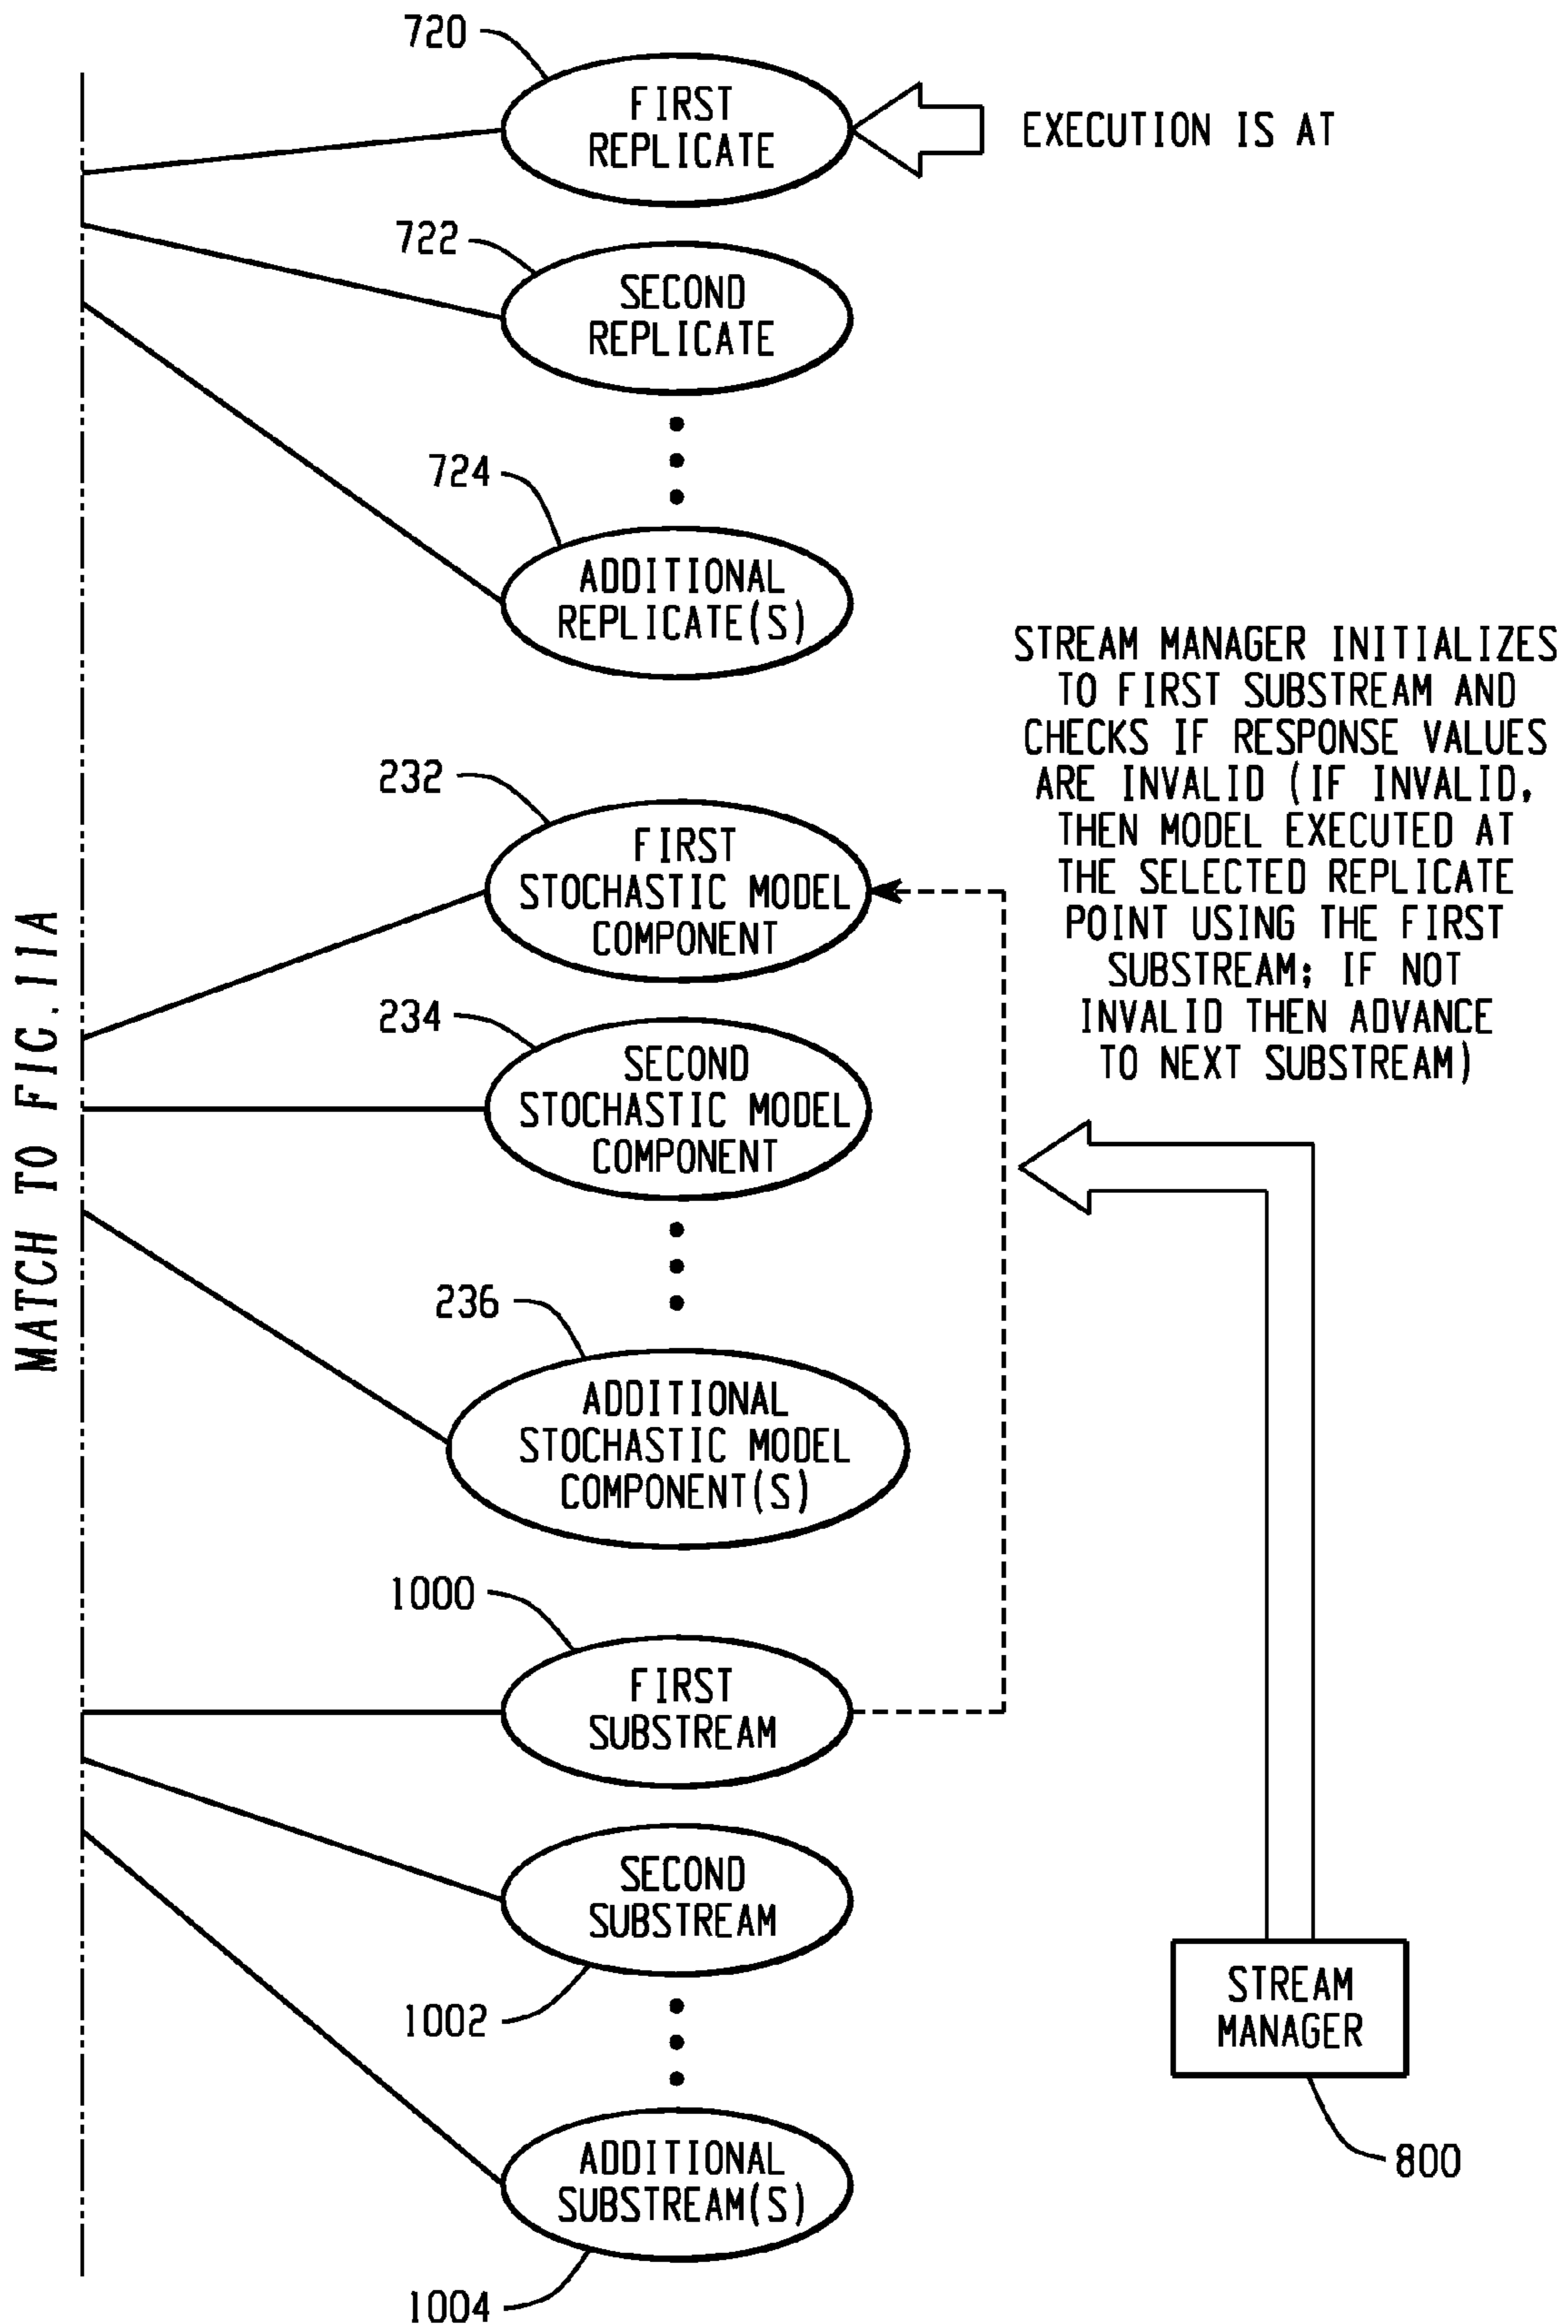 720
FIRST
REPLICATE
EXECUTION IS AT
722
SECOND
REPLICATE
724
ADDITIONAL
REPLICATE(S)
STREAM MANAGER INITIALIZES
TO FIRST SUBSTREAM AND
CHECKS IF RESPONSE VALUES
ARE INVALID (IF INVALID,
THEN MODEL EXECUTED AT
THE SELECTED REPLICATE
POINT USING THE FIRST
SUBSTREAM; IF NOT
INVALID THEN ADVANCE
TO NEXT SUBSTREAM)
232
FIRST
STOCHASTIC MODEL
COMPONENT
234
SECOND
STOCHASTIC MODEL
COMPONENT
MATCH TO FIG.11A
236
ADDITIONAL
STOCHASTIC MODEL
COMPONENT(S)
1000
FIRST
SUBSTREAM
SECOND
SUBSTREAM
1002
STREAM
MANAGER
800
ADDITIONAL
SUBSTREAM(S)
1004